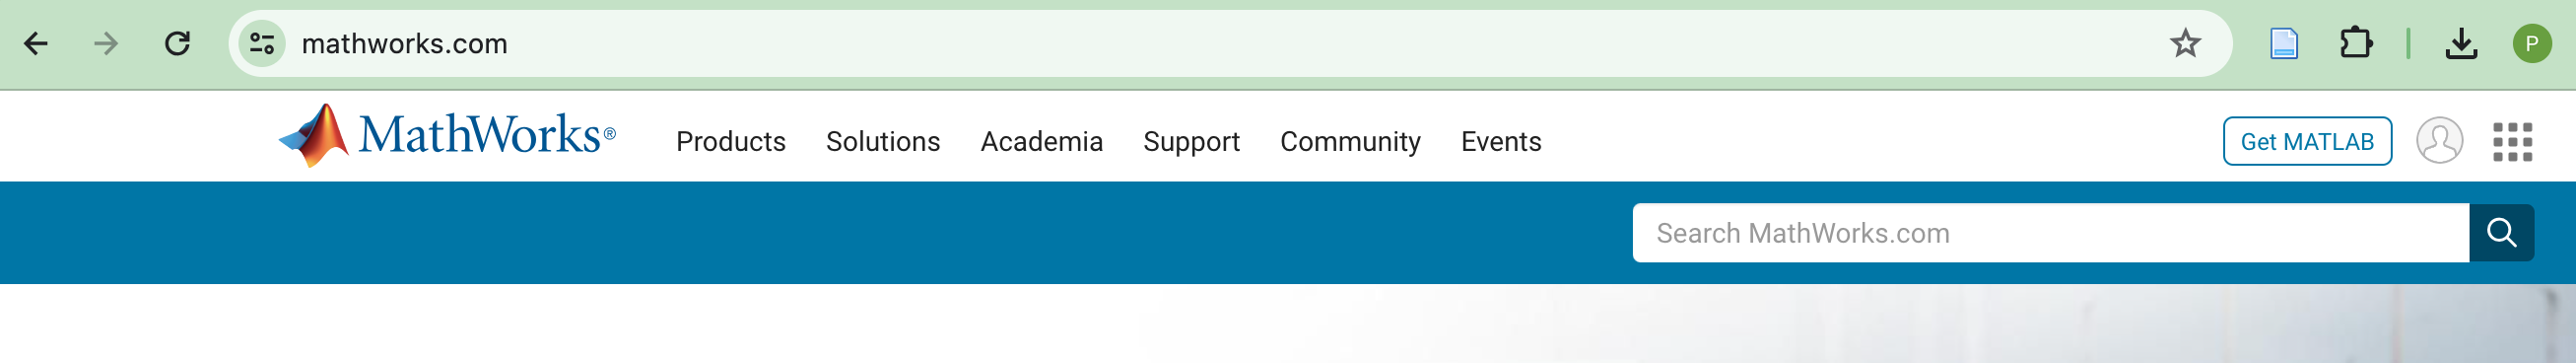 mathworks.com
P
MathWorks®
Products Solutions Academia Support Community Events
Get MATLAB
Search MathWorks.com